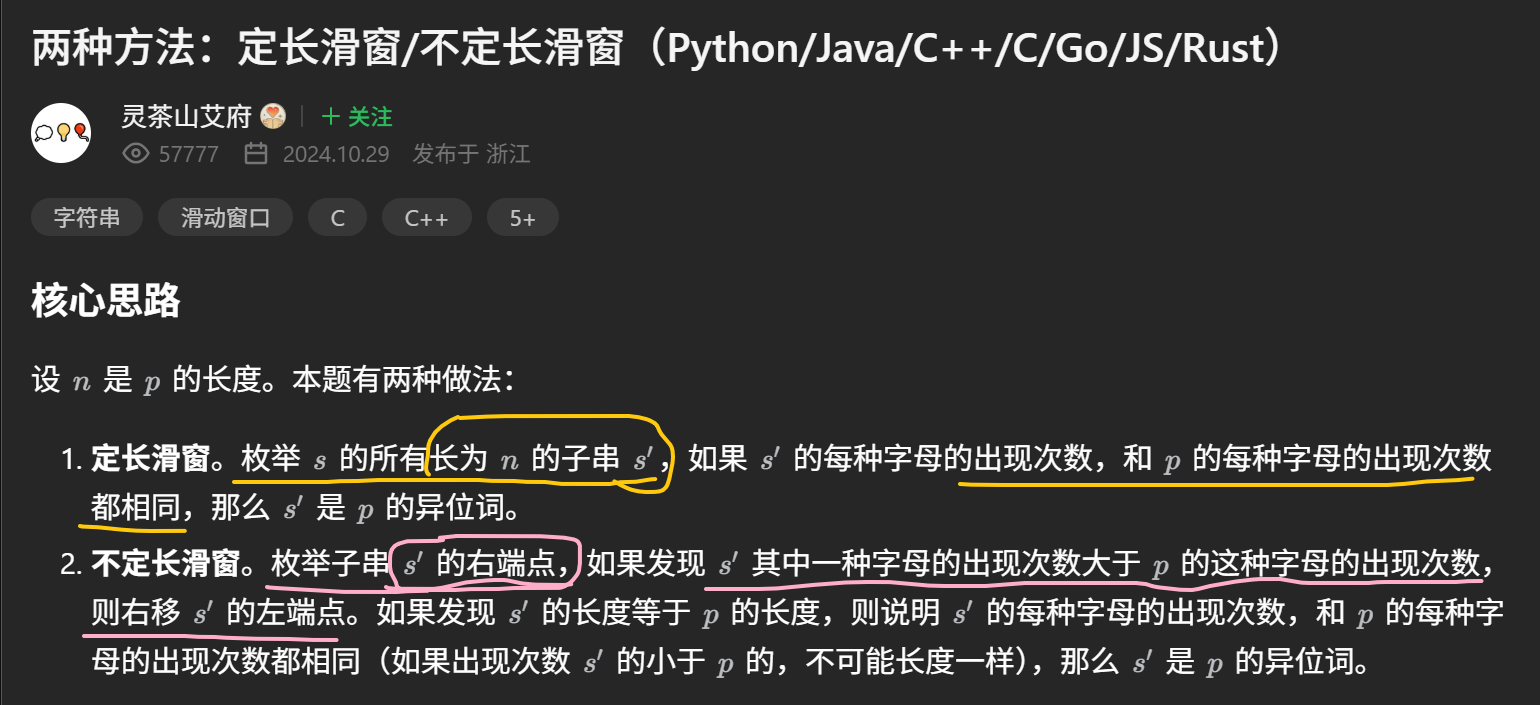 两种方法：定长滑窗/不定长滑窗（Python/Java/C++/C/Go/JS/Rust）
灵茶山艾府 + 关注
57777 2024.10.29 发布于 浙江
字符串 滑动窗口 C C++ 5+
核心思路
设 n 是 p 的长度。本题有两种做法：
1. 定长滑窗。枚举 s 的所有长为 n 的子串 s′，如果 s′ 的每种字母的出现次数，和 p 的每种字母的出现次数
都相同，那么 s′ 是 p 的异位词。
2. 不定长滑窗。枚举子串 s′ 的右端点，如果发现 s′ 其中一种字母的出现次数大于 p 的这种字母的出现次数，
则右移 s′ 的左端点。如果发现 s′ 的长度等于 p 的长度，则说明 s′ 的每种字母的出现次数，和 p 的每种字
母的出现次数都相同（如果出现次数 s′ 的小于 p 的，不可能长度一样），那么 s′ 是 p 的异位词。